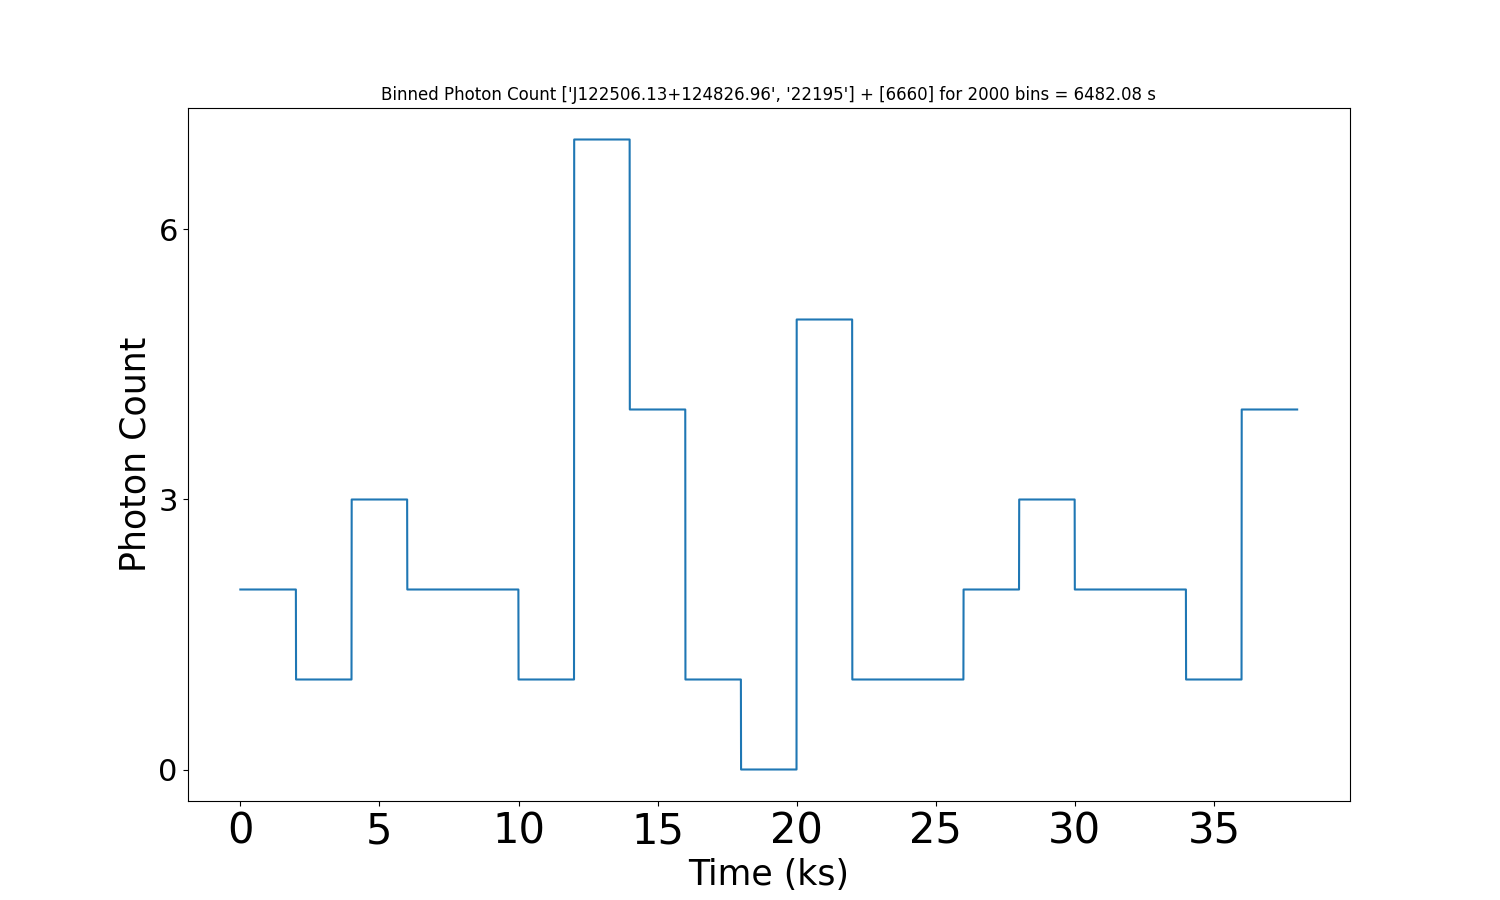 Binned Photon Count ['J122506.13+124826.96', '22195'] + [6660] for 2000 bins = 6482.08 s
6
3
0
Photon Count
0 5 10 15 20 25 30 35
Time (ks)